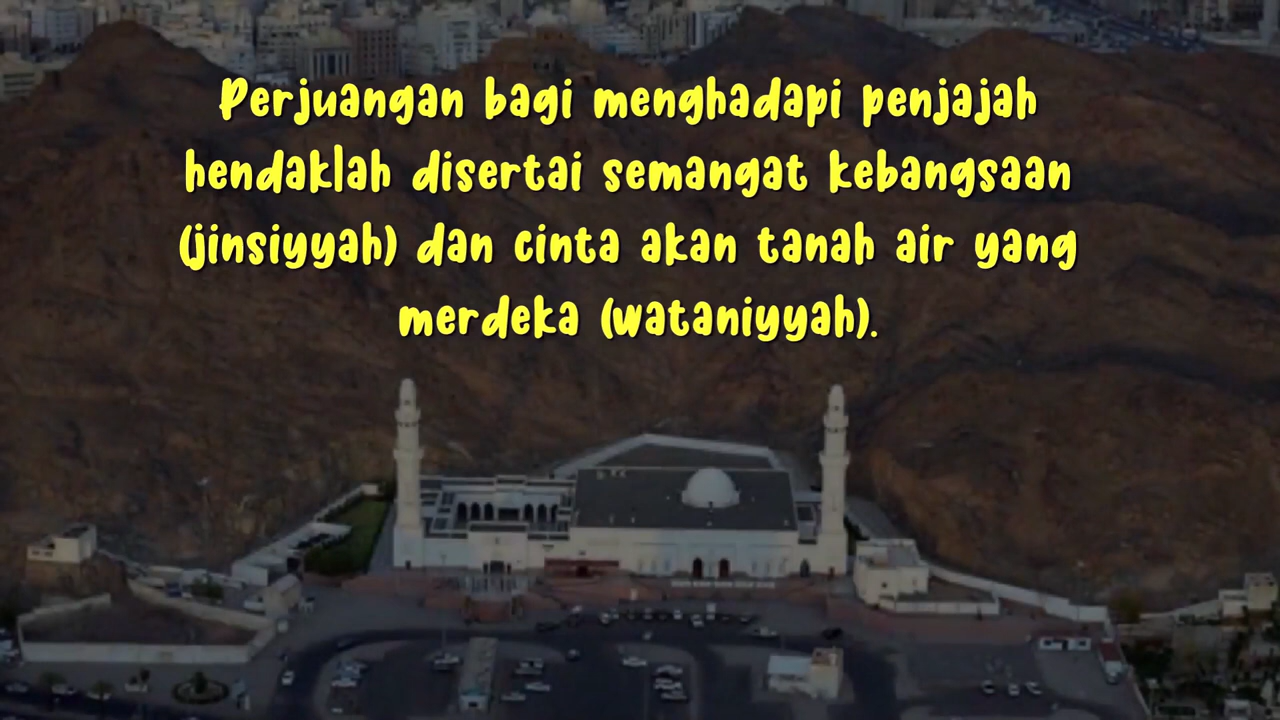 Perjuangan bagi menghadapi penjajah
hendaklah disertai semangat kebangsaan
(jinsiyyah) dan cinta akan tanah air yang
merdeka (wataniyyah).